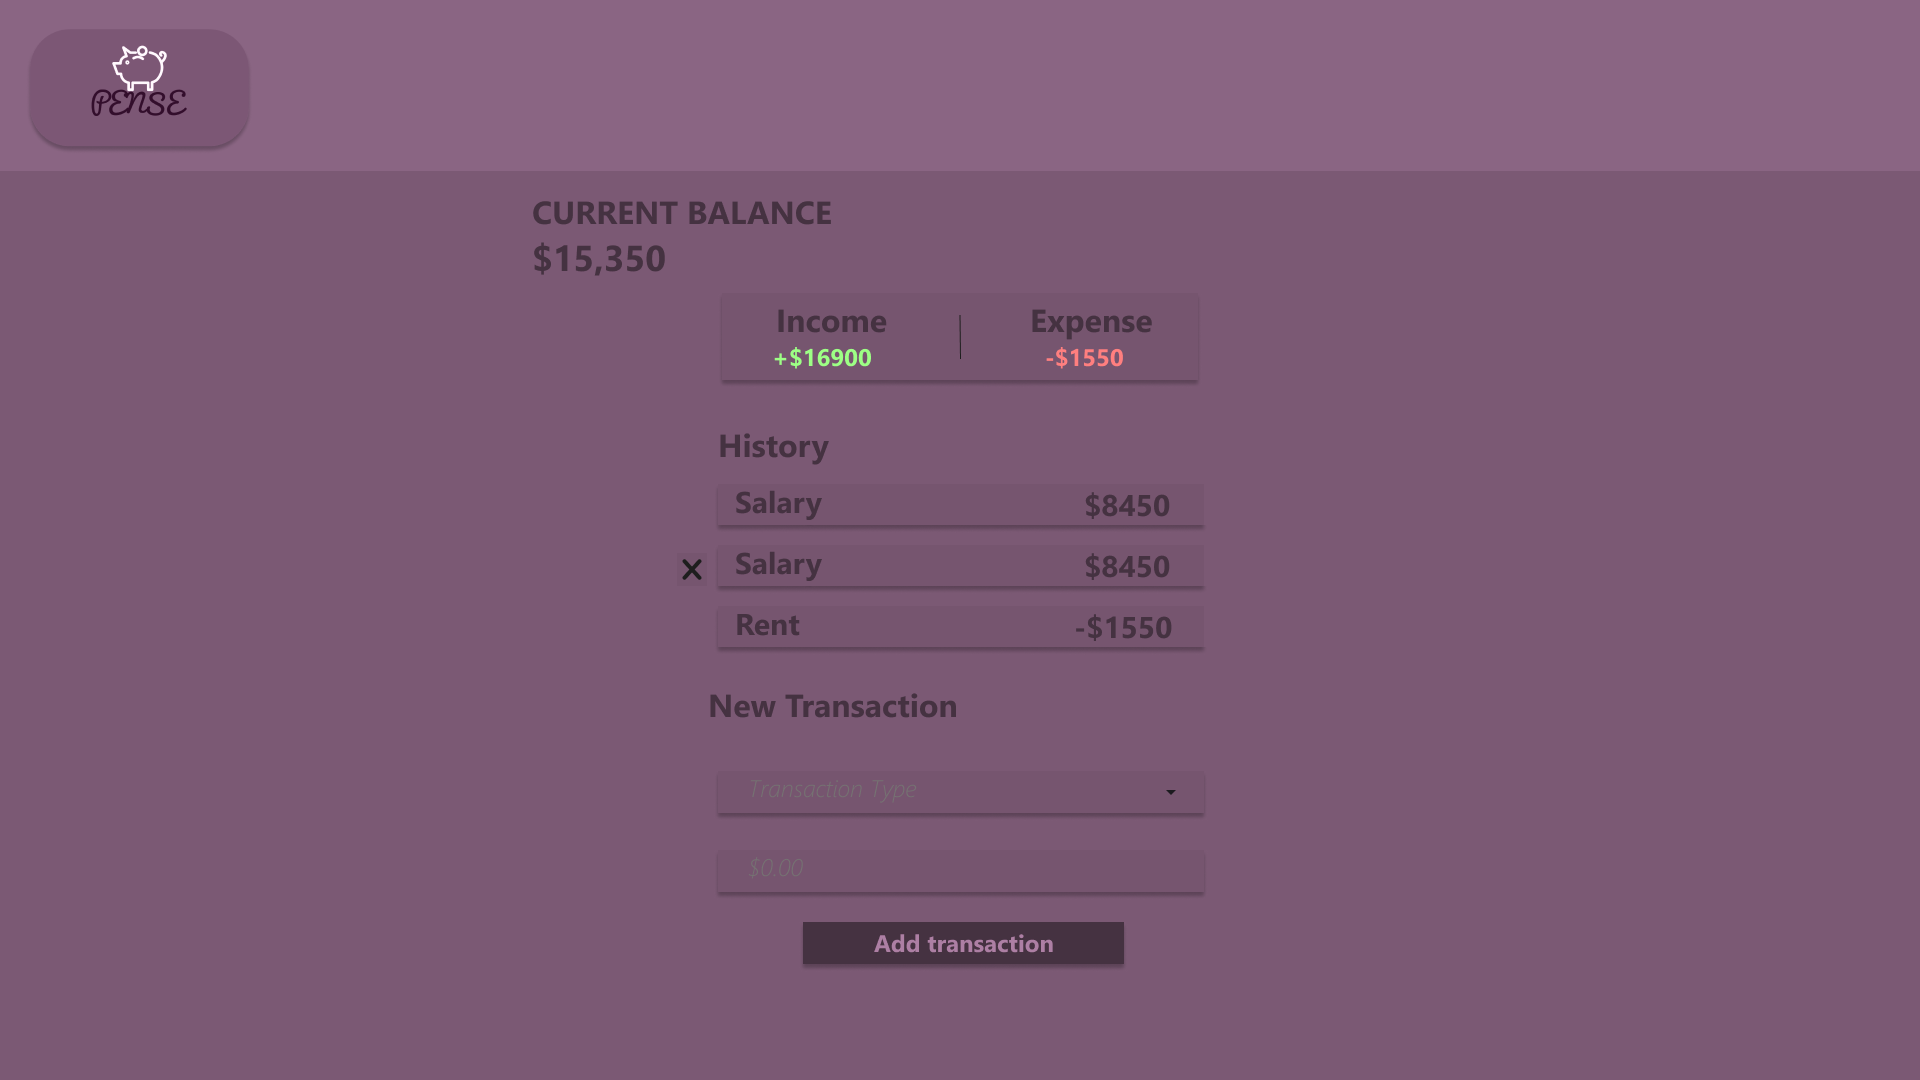 PENSE
CURRENT BALANCE
$15,350
Income Expense
+$16900 -$1550
History
Salary $8450
Salary $8450
Rent -$1550
New Transaction
Transaction Type
$0.00
Add transaction